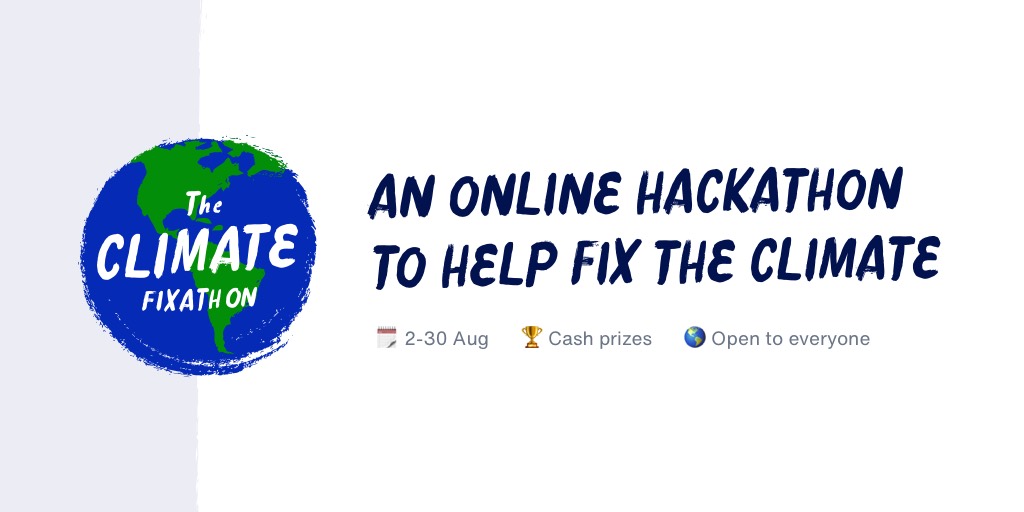 The
CLIMATE
FIXATHON
AN ONLINE HACKATHON
TO HELP FIX THE CLIMATE
2-30 Aug Cash prizes Open to everyone